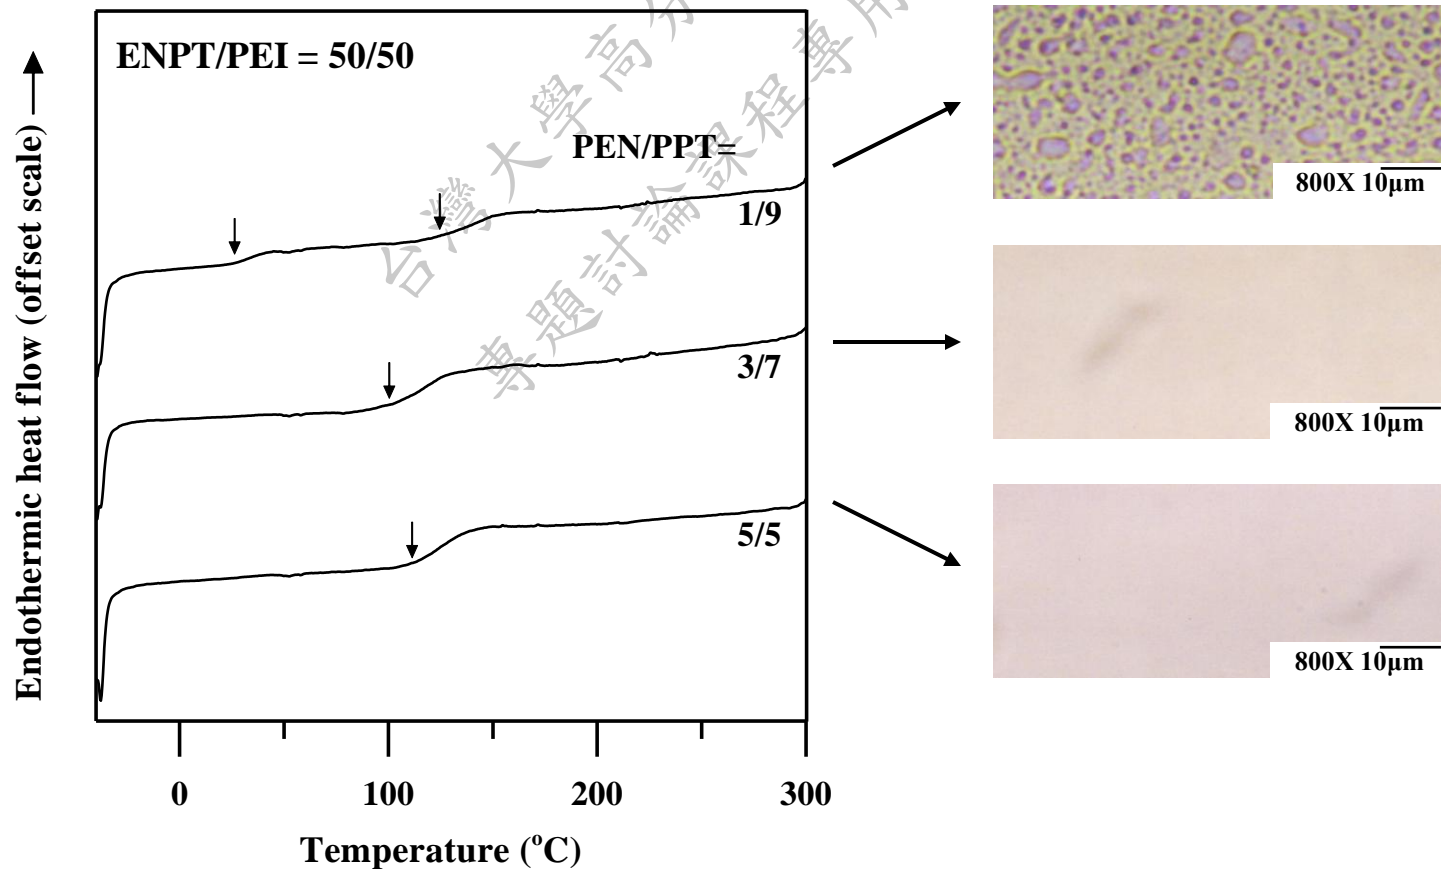 ENPT/PEI = 50/50
PEN/PPT=
1/9
3/7
5/5
Endothermic heat flow (offset scale)
0
100
200
300
Temperature (°C)
800X 10μm
800X 10μm
800X 10μm
台灣大學高分
專題討論課程專用